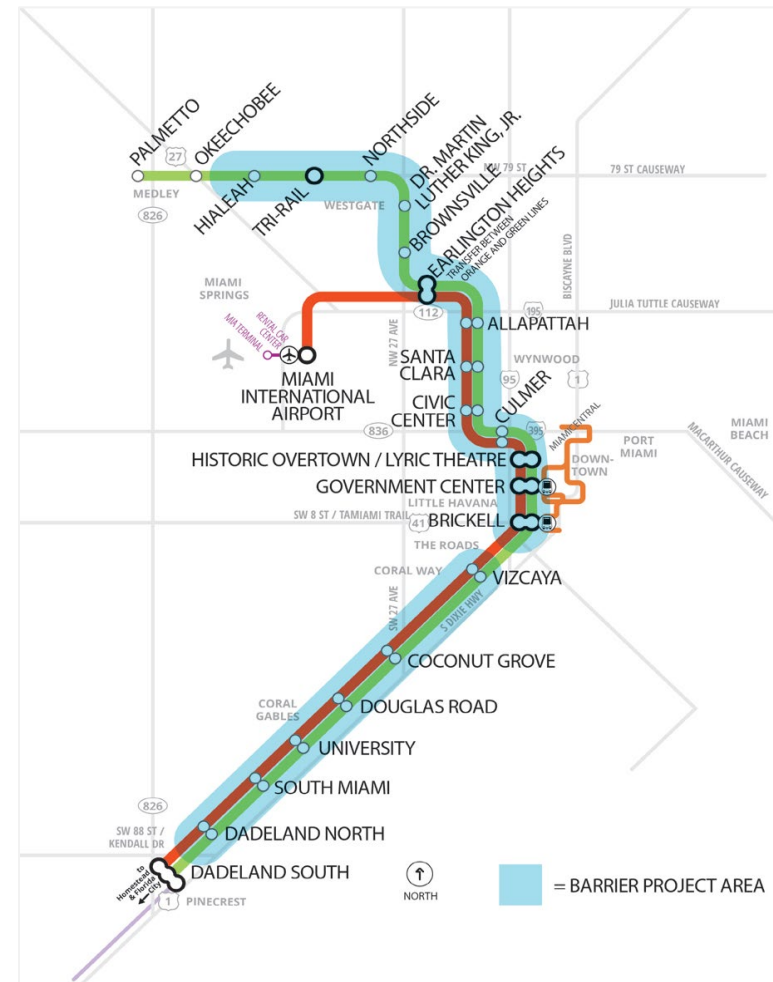 PALMETTO
OKEECHOBEE
27
MEDLEY
826
HIALEAH
TRI-RAIL
WESTGATE
NORTHSIDE
DR. MARTIN
LUTHER KING, JR.
NW 79 ST
79 ST CAUSEWAY
BROWNSVILLE
EARLINGTON HEIGHTS
TRANSFER BETWEEN
ORANGE AND GREEN LINES
BISCAYNE BLVD
MIAMI
SPRINGS
112
195
JULIA TUTTLE CAUSEWAY
RENTAL CAR
CENTER
MIA TERMINAL
NW 27 AVE
ALLAPATTAH
MIAMI
INTERNATIONAL
AIRPORT
SANTA
CLARA
WYNWOOD
95
1
CIVIC
CENTER
CULMER
836
395
MIAMICENTRAL
PORT
MIAMI
MIAMI
BEACH
MACARTHUR CAUSEWAY
HISTORIC OVERTOWN / LYRIC THEATRE
DOWN-
TOWN
GOVERNMENT CENTER
LITTLE HAVANA
SW 8 ST / TAMIAMI TRAIL
41
BRICKELL
THE ROADS
CORAL WAY
VIZCAYA
SW 27 AVE
S DIXIE HWY
COCONUT GROVE
CORAL
GABLES
DOUGLAS ROAD
UNIVERSITY
SOUTH MIAMI
826
SW 88 ST /
KENDALL DR
DADELAND NORTH
DADELAND SOUTH
to
Homestead
& Florida
City
1
PINECREST
NORTH
= BARRIER PROJECT AREA